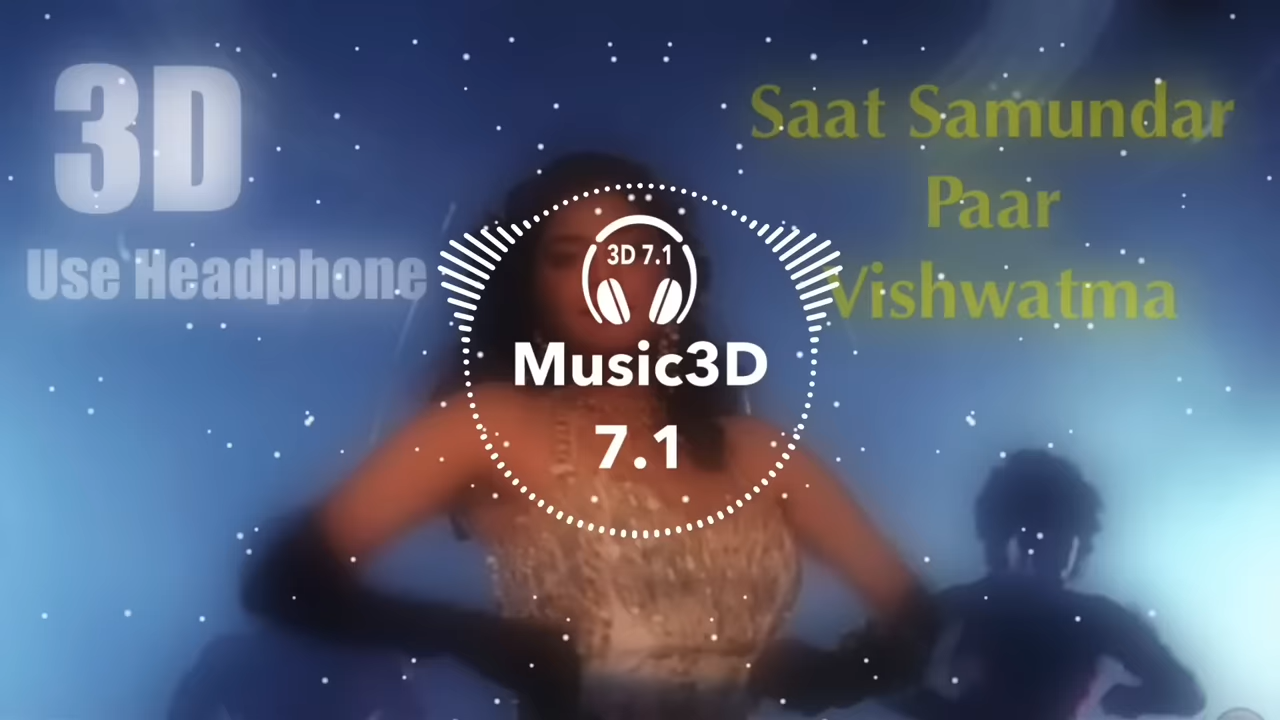 3D
Use Headphone
Saat Samundar
Paar
Vishwatma
3D 7.1
Music3D
7.1